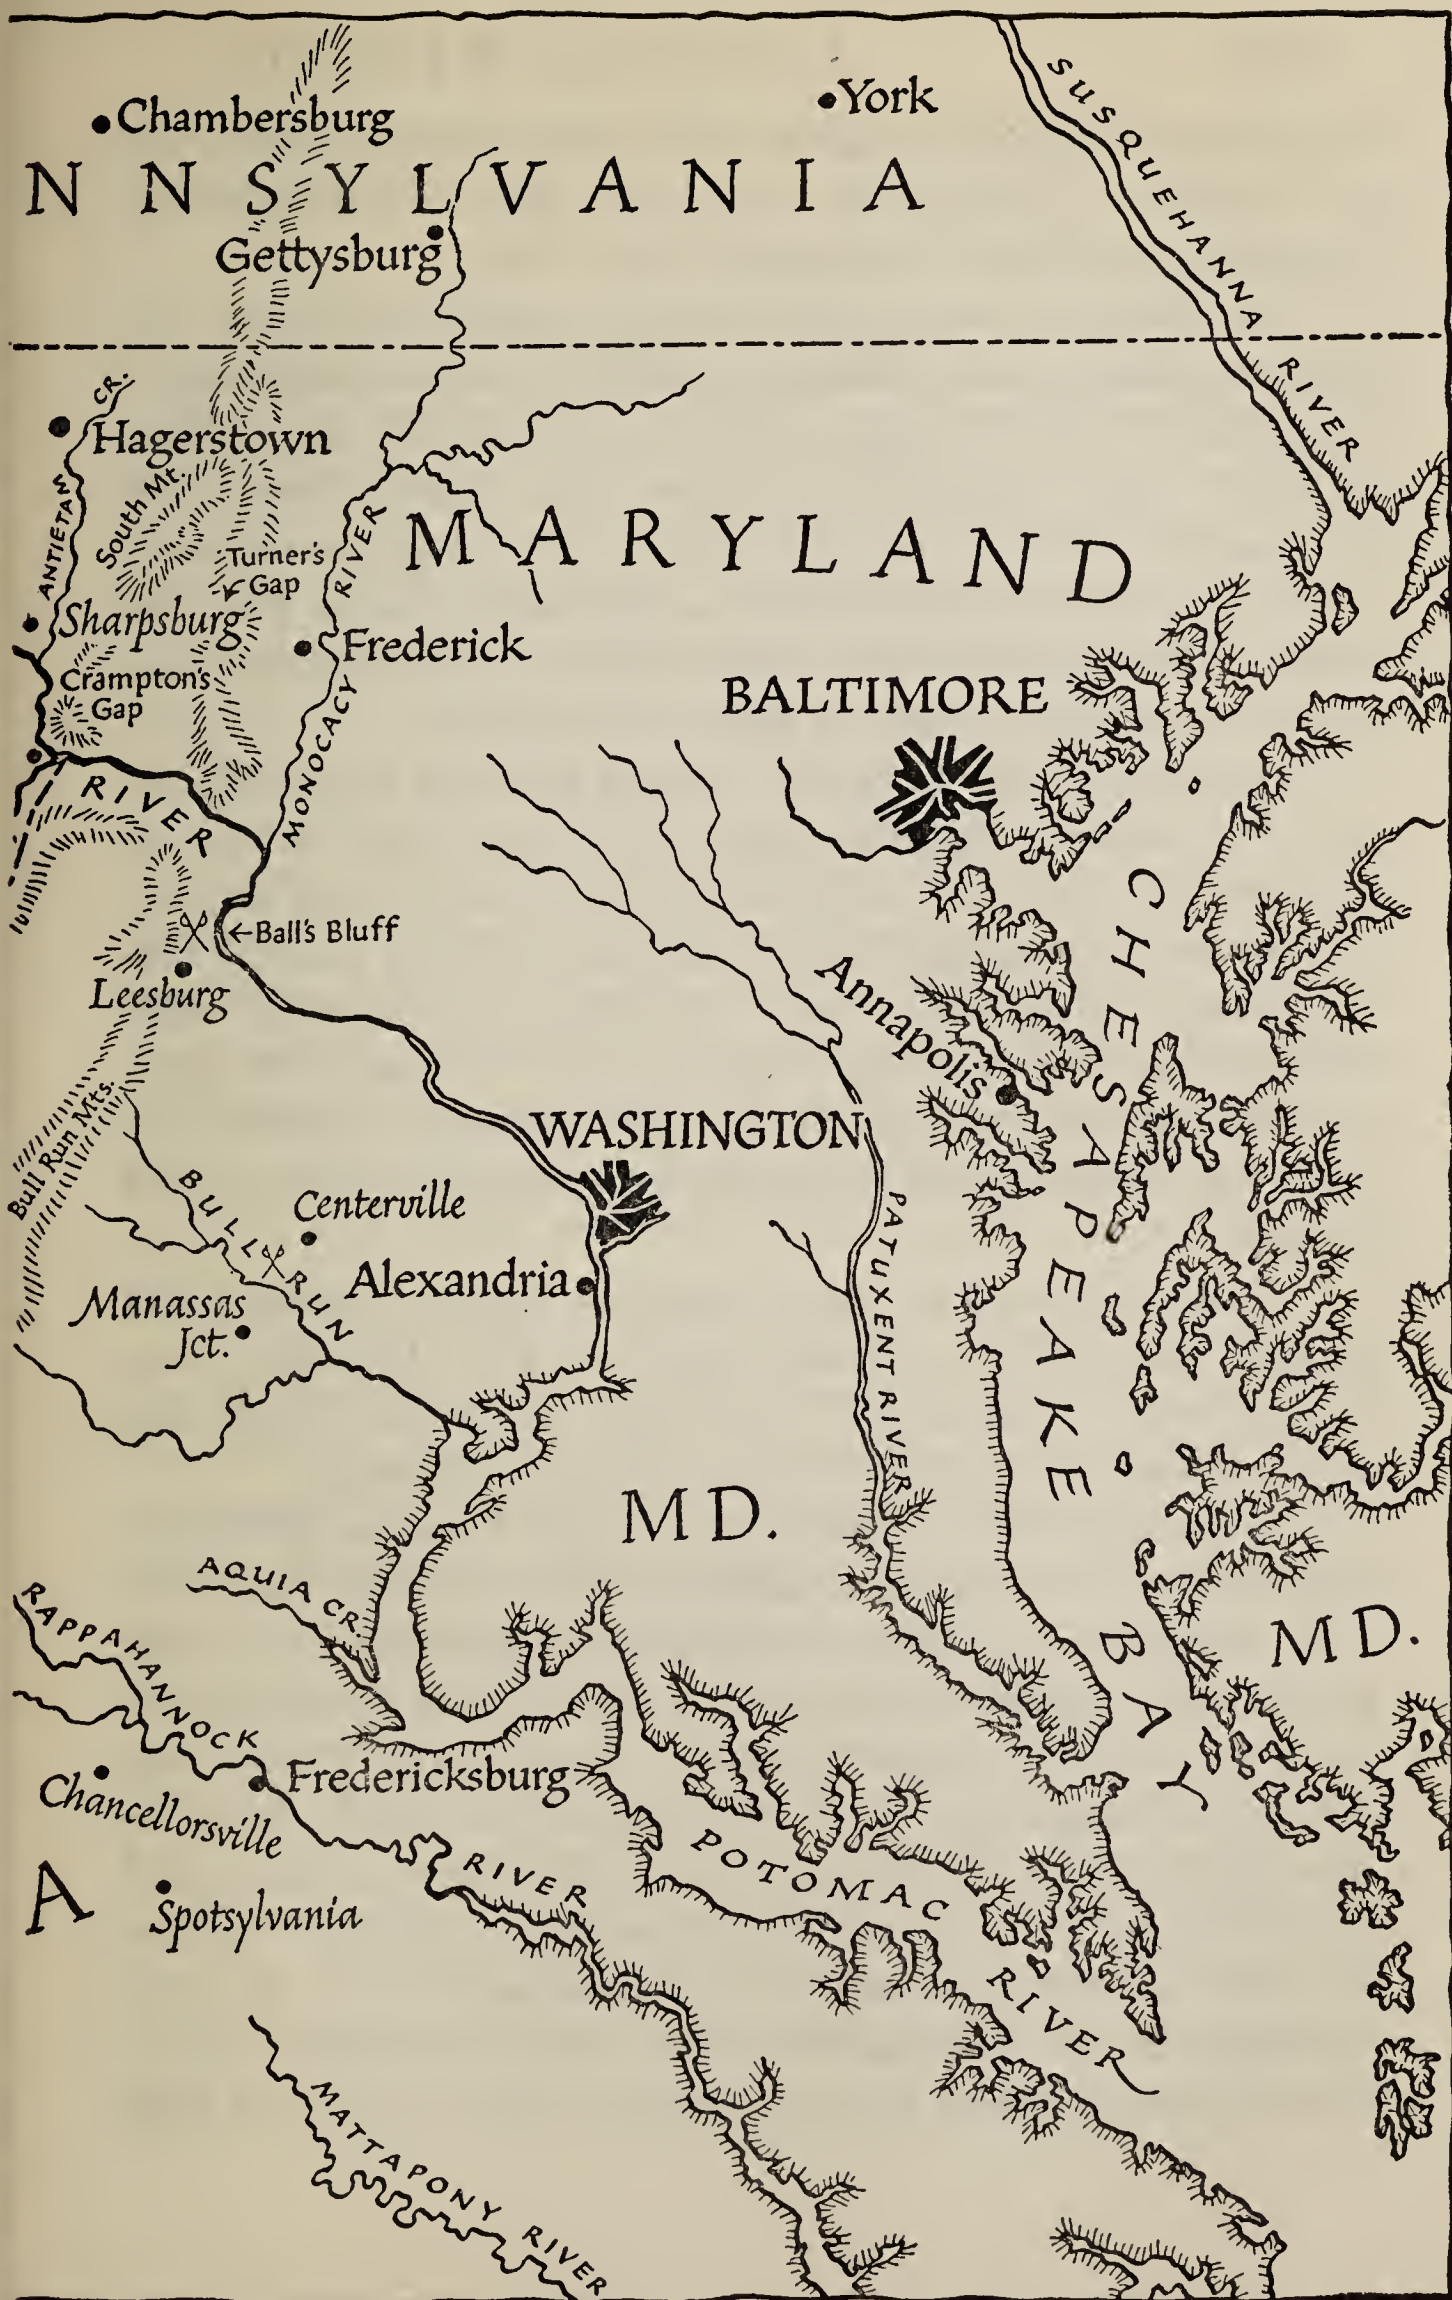 Chambersburg
York
NNSYLVANIA
Gettysburg
SUSQUEHANNA
RIVER
CR.
Hagerstown
ANTIETAM
South Mt.
Turner's
Gap
RIVER
MARYLAND
Sharpsburg
Frederick
Crampton's
Gap
MONOCACY
BALTIMORE
RIVER
Ball's Bluff
Leesburg
CHESAPEAKE
Annapolis
Bull Run Mts.
WASHINGTON
BULL RUN
Centerville
PATUXENT RIVER
Alexandria
Manassas
Jct.
MD.
AQUIA CR.
RAPPAHANNOCK
BAY
MD.
Fredericksburg
Chancellorsville
POTOMAC
RIVER
A
Spotsylvania
RIVER
MATTAPONY RIVER